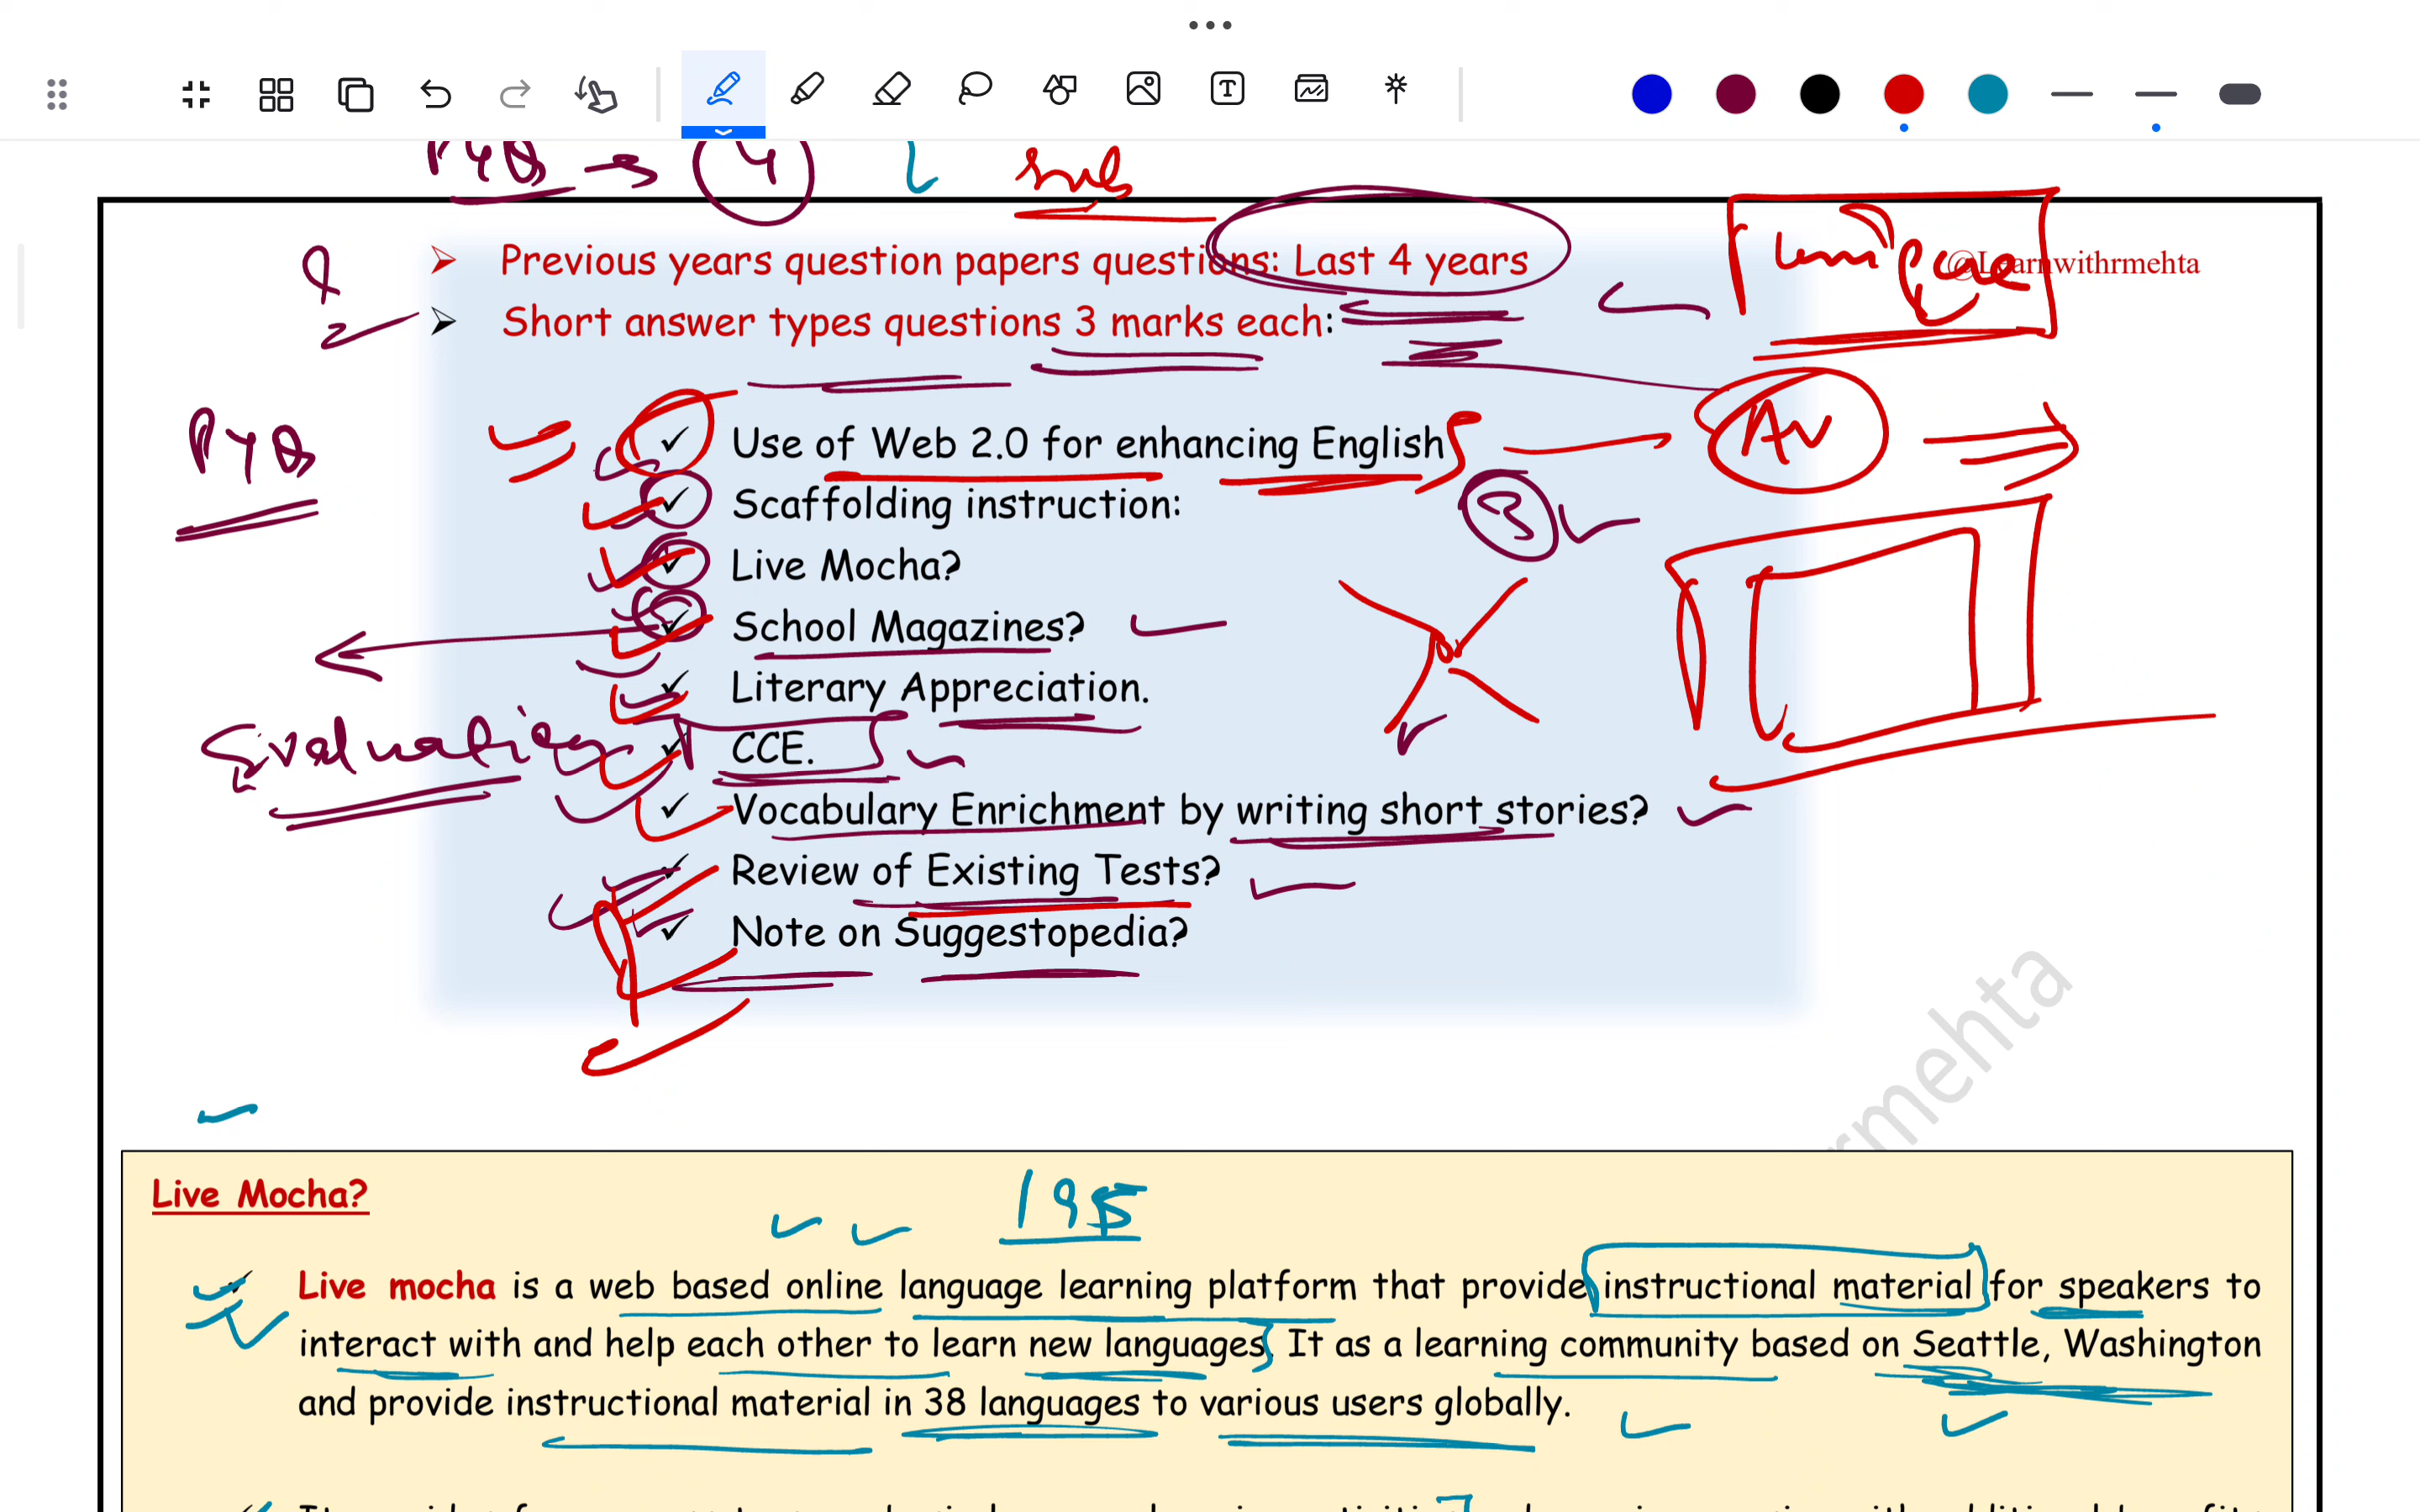 PYQs → 4
@Learnwithrmehta
➢ Previous years question papers questions: Last 4 years
➢ Short answer types questions 3 marks each:
PYQs
✓ Use of Web 2.0 for enhancing English
✓ Scaffolding instruction:
3
✓ Live Mocha?
✓ School Magazines?
✓ Literary Appreciation.
Evaluation
✓ CCE.
✓ Vocabulary Enrichment by writing short stories?
✓ Review of Existing Tests?
✓ Note on Suggestopedia?
rmehta
Live Mocha?
✓ Live mocha is a web based online language learning platform that provide instructional material for speakers to
interact with and help each other to learn new languages. It as a learning community based on Seattle, Washington
and provide instructional material in 38 languages to various users globally.